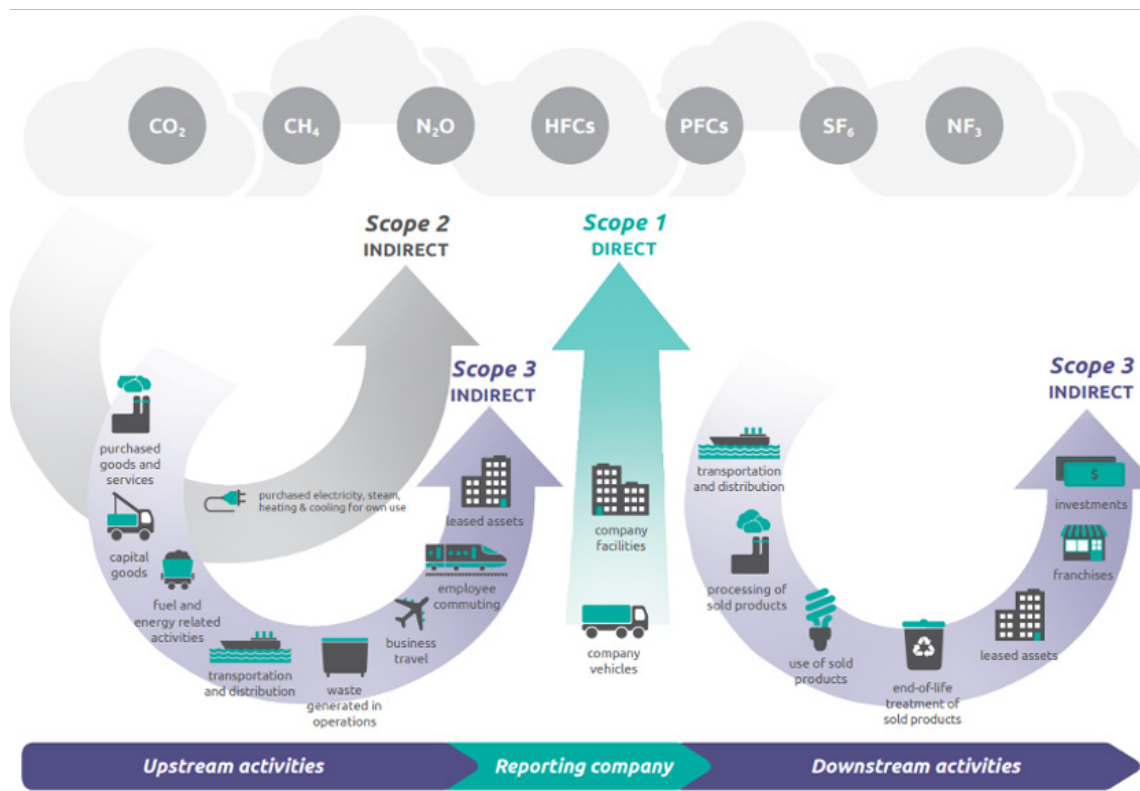 CO₂
CH₄
N₂O
HFCs
PFCs
SF₆
NF₃
Scope 2
INDIRECT
Scope 1
DIRECT
Scope 3
INDIRECT
Scope 3
INDIRECT
purchased
goods and
services
capital
goods
fuel and
energy related
activities
transportation
and distribution
waste
generated in
operations
business
travel
employee
commuting
leased assets
purchased electricity, steam,
heating & cooling for own use
company
facilities
company
vehicles
transportation
and distribution
processing of
sold products
use of sold
products
end-of-life
treatment of
sold products
leased assets
franchises
investments
$
Upstream activities
Reporting company
Downstream activities